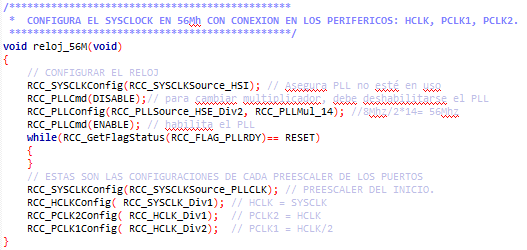 /********************************************
*  CONFIGURA EL SYSCLOCK EN 56Mh CON CONEXION EN LOS PERIFERICOS: HCLK, PCLK1, PCLK2.
********************************************/
void reloj_56M(void)
{
// CONFIGURAR EL RELOJ
RCC_SYSCLKConfig(RCC_SYSCLKSource_HSI); // Asegura PLL no esté en uso
RCC_PLLCmd(DISABLE);// para cambiar multiplicador, debe deshabilitarse el PLL
RCC_PLLConfig(RCC_PLLSource_HSE_Div2, RCC_PLLMul_14); //8Mhz/2*14= 56Mhz
RCC_PLLCmd(ENABLE); // habilita el PLL
while(RCC_GetFlagStatus(RCC_FLAG_PLLRDY)== RESET)
{
}
// ESTAS SON LAS CONFIGURACIONES DE CADA PREESCALER DE LOS PUERTOS
RCC_SYSCLKConfig(RCC_SYSCLKSource_PLLCLK); // PREESCALER DEL INICIO.
RCC_HCLKConfig( RCC_SYSCLK_Div1); // HCLK = SYSCLK
RCC_PCLK2Config( RCC_HCLK_Div1);  // PCLK2 = HCLK
RCC_PCLK1Config( RCC_HCLK_Div2);  // PCLK1 = HCLK/2
}